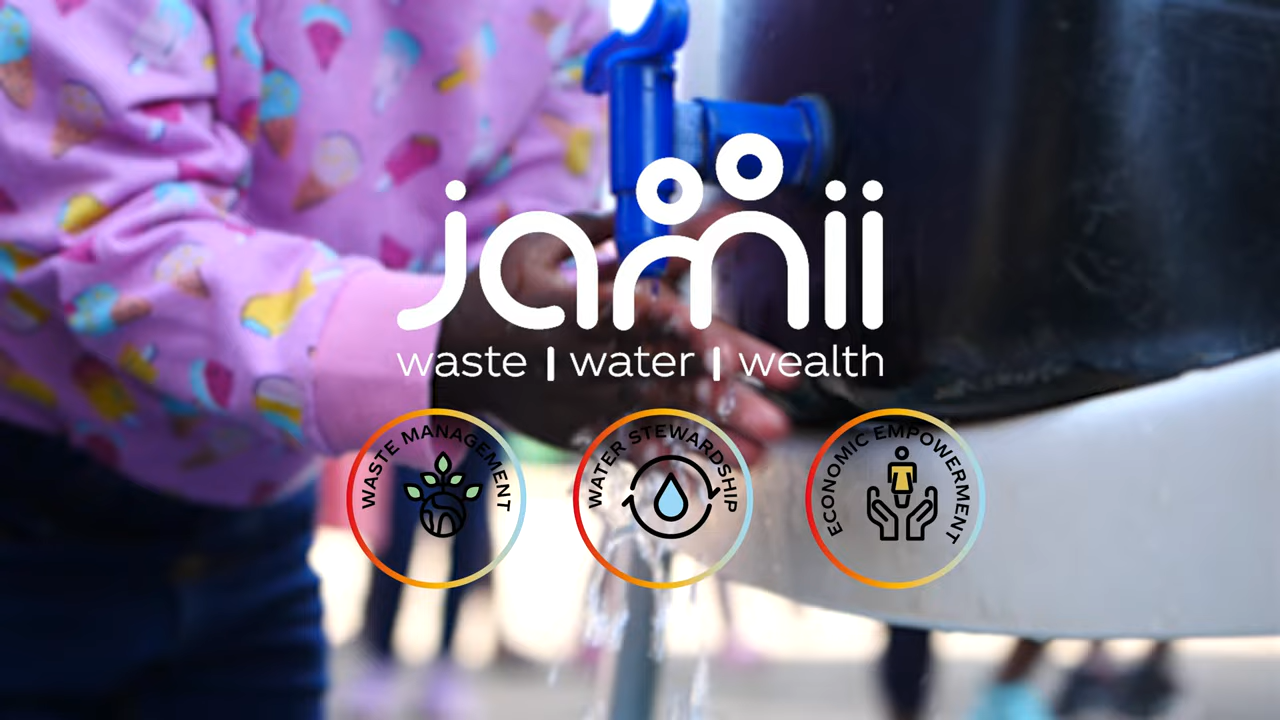 jamii
waste | water | wealth
WASTE MANAGEMENT
WATER STEWARDSHIP
ECONOMIC EMPOWERMENT